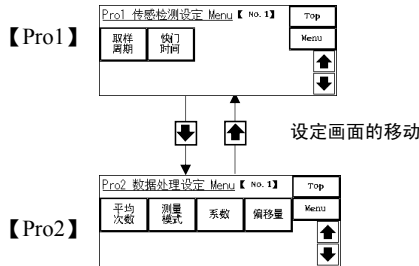 Pro1 传感检测设定 Menu【 NO. 1】 Top
【Pro1】
取样周期 快门时间 Menu
设定画面的移动
Pro2 数据处理设定 Menu【 NO. 1】 Top
平均次数 测量模式 系数 偏移量 Menu
【Pro2】